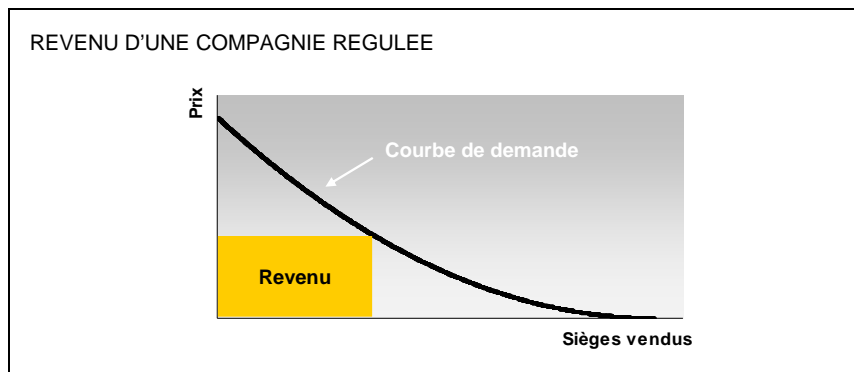 REVENU D'UNE COMPAGNIE REGULEE
Prix
Courbe de demande
Revenu
Sièges vendus